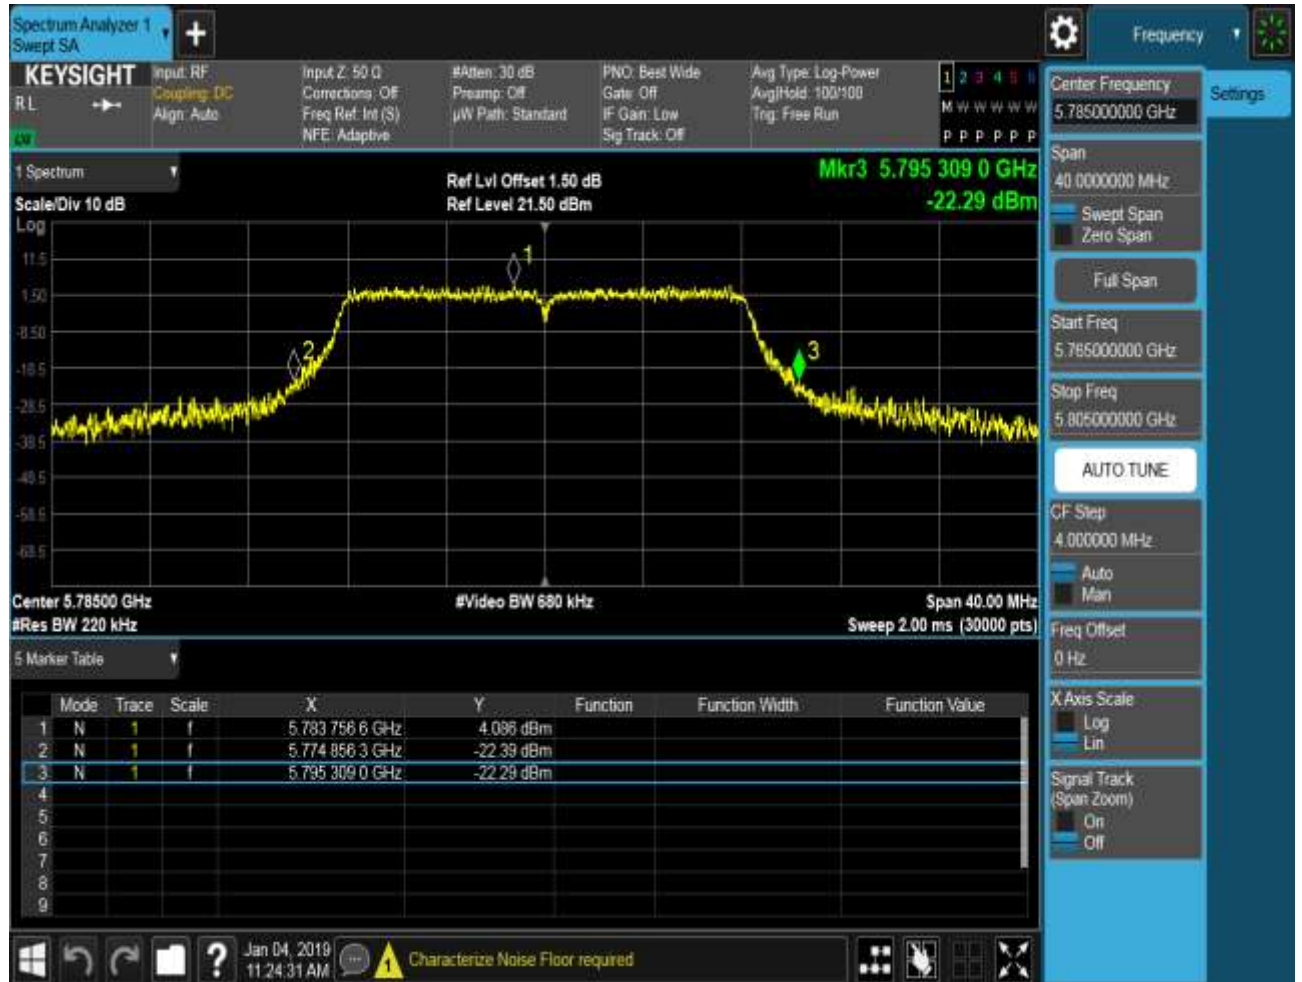 Spectrum Analyzer 1
Swept SA
+
Frequency
KEYSIGHT
R L
Input: RF
Coupling: DC
Align: Auto
Input Z: 50 Ω
Corrections: Off
Freq Ref: Int (S)
NFE: Adaptive
#Atten: 30 dB
Preamp: Off
µW Path: Standard
PNO: Best Wide
Gate: Off
IF Gain: Low
Sig Track: Off
Avg Type: Log-Power
Avg|Hold: 100/100
Trig: Free Run
1 2 3 4 5 6
M W W W W W
P P P P P P
Center Frequency
5.785000000 GHz
Settings
Span
40.0000000 MHz
Swept Span
Zero Span
Full Span
Start Freq
5.765000000 GHz
Stop Freq
5.805000000 GHz
AUTO TUNE
CF Step
4.000000 MHz
Auto
Man
Freq Offset
0 Hz
X Axis Scale
Log
Lin
Signal Track
(Span Zoom)
On
Off
1 Spectrum
Scale/Div 10 dB
Ref Lvl Offset 1.50 dB
Ref Level 21.50 dBm
Mkr3 5.795 309 0 GHz
-22.29 dBm
Log
11.5
1.50
-8.50
-18.5
-28.5
-38.5
-48.5
-58.5
-68.5
1
2
3
Center 5.78500 GHz
#Video BW 680 kHz
Span 40.00 MHz
#Res BW 220 kHz
Sweep 2.00 ms (30000 pts)
5 Marker Table
Mode Trace Scale X Y Function Function Width Function Value
1 N 1 f 5.783 756 6 GHz 4.086 dBm
2 N 1 f 5.774 856 3 GHz -22.39 dBm
3 N 1 f 5.795 309 0 GHz -22.29 dBm
4
5
6
7
8
9
?
Jan 04, 2019
11:24:31 AM
1
Characterize Noise Floor required